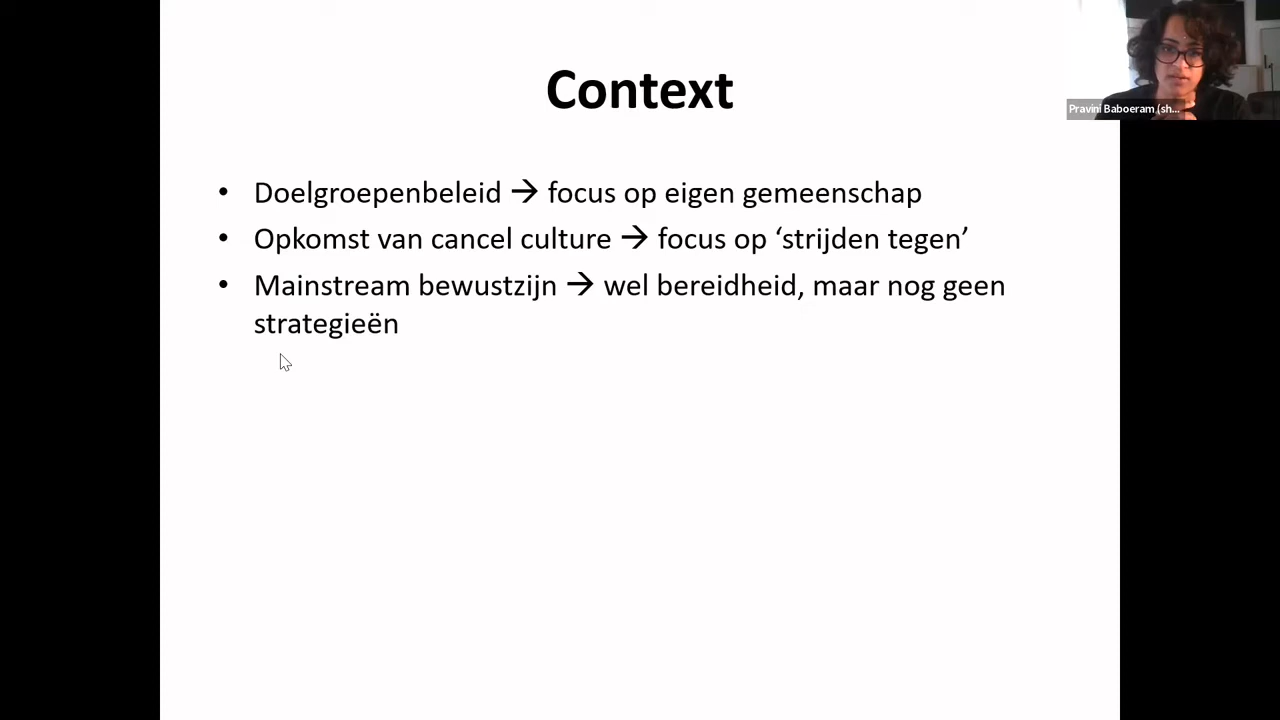 Context
Pravini Baboeram (sh...
• Doelgroepenbeleid → focus op eigen gemeenschap
• Opkomst van cancel culture → focus op ‘strijden tegen’
• Mainstream bewustzijn → wel bereidheid, maar nog geen
strategieën